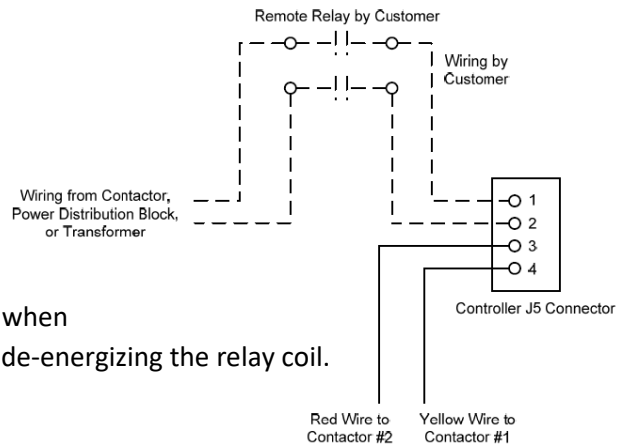 Remote Relay by Customer
Wiring by
Customer
Wiring from Contactor,
Power Distribution Block,
or Transformer
1
2
3
4
Controller J5 Connector
when
de-energizing the relay coil.
Red Wire to
Contactor #2
Yellow Wire to
Contactor #1